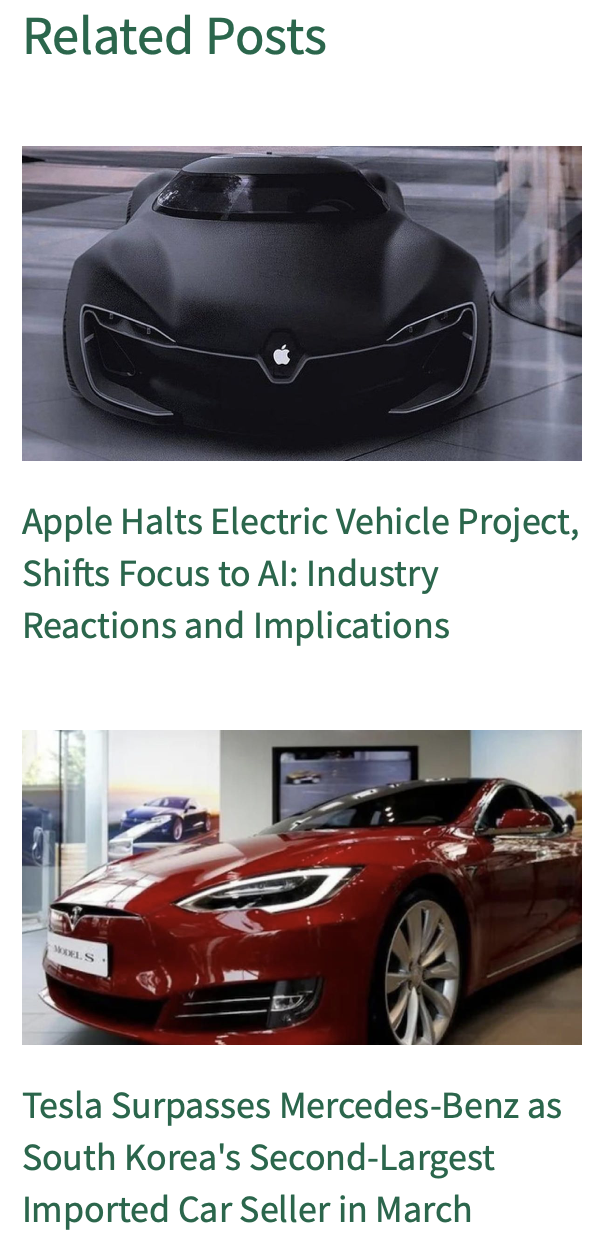 Related Posts
Apple Halts Electric Vehicle Project,
Shifts Focus to AI: Industry
Reactions and Implications
MODEL S
Tesla Surpasses Mercedes-Benz as
South Korea's Second-Largest
Imported Car Seller in March